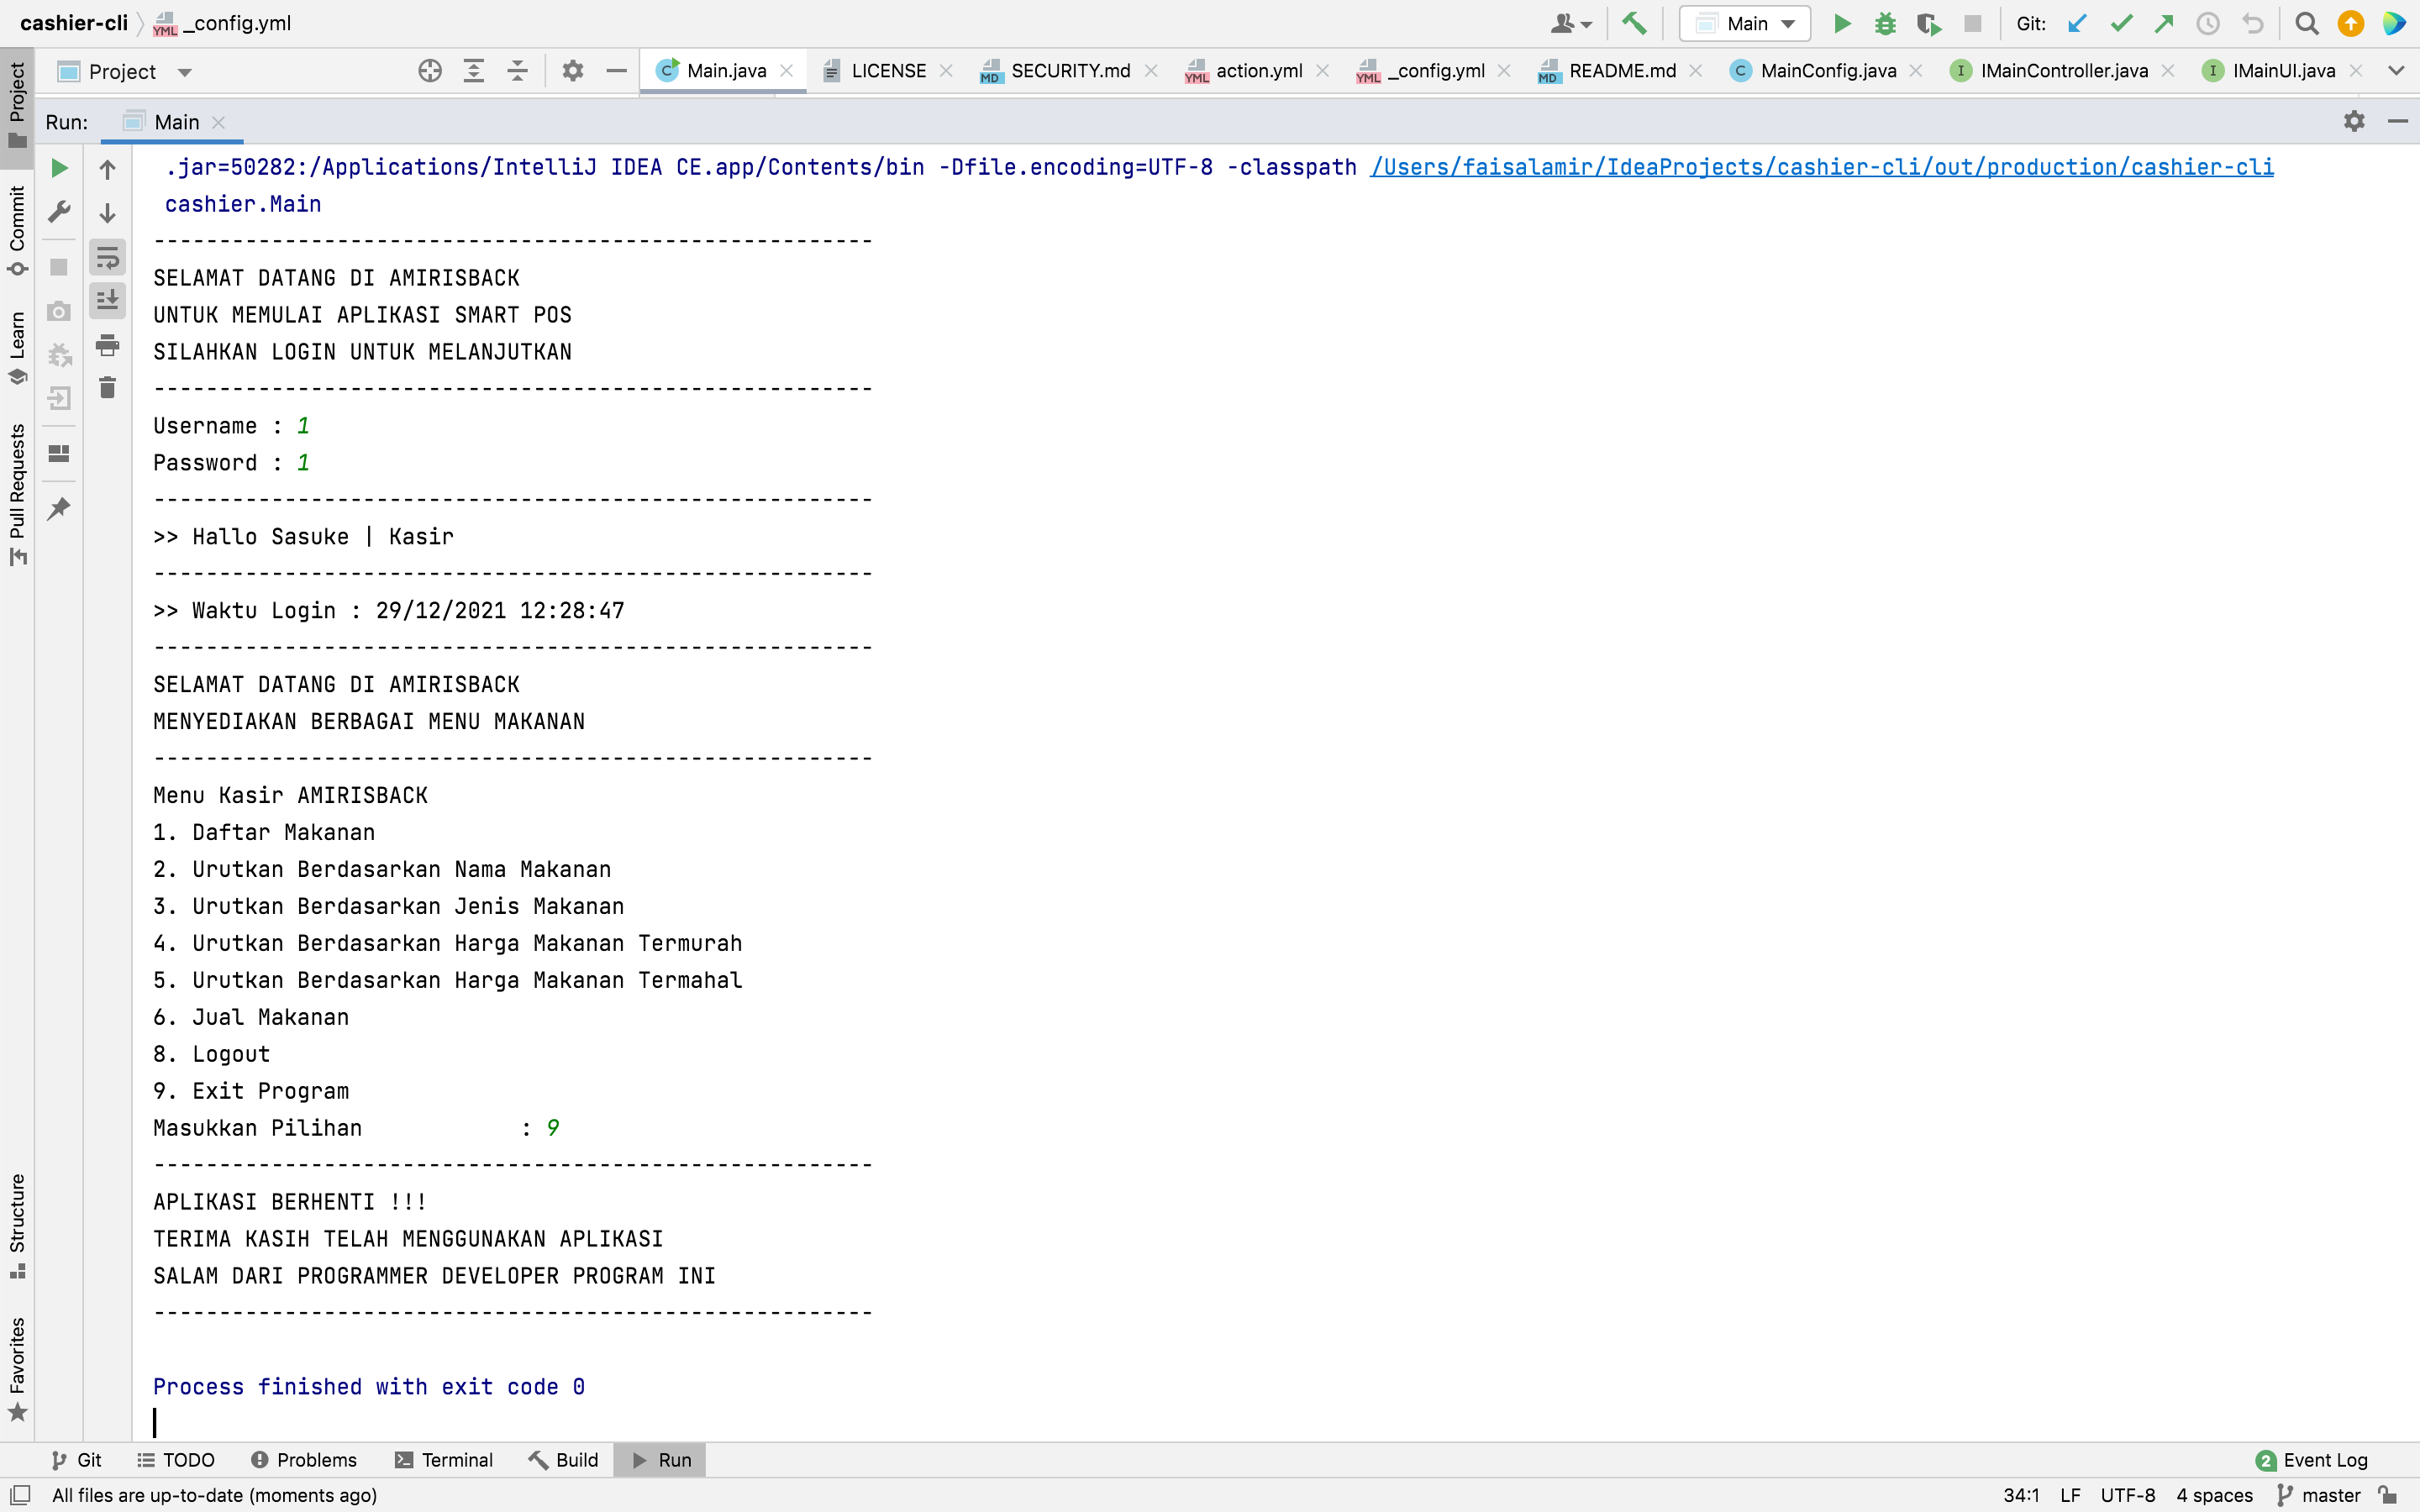 cashier-cli _config.yml
Main Git:
Project
Main.java LICENSE SECURITY.md action.yml _config.yml README.md MainConfig.java IMainController.java IMainUI.java
Run: Main
.jar=50282:/Applications/IntelliJ IDEA CE.app/Contents/bin -Dfile.encoding=UTF-8 -classpath /Users/faisalamir/IdeaProjects/cashier-cli/out/production/cashier-cli
cashier.Main
-------------------------------------------------------
SELAMAT DATANG DI AMIRISBACK
UNTUK MEMULAI APLIKASI SMART POS
SILAHKAN LOGIN UNTUK MELANJUTKAN
-------------------------------------------------------
Username : 1
Password : 1
-------------------------------------------------------
>> Hallo Sasuke | Kasir
-------------------------------------------------------
>> Waktu Login : 29/12/2021 12:28:47
-------------------------------------------------------
SELAMAT DATANG DI AMIRISBACK
MENYEDIAKAN BERBAGAI MENU MAKANAN
-------------------------------------------------------
Menu Kasir AMIRISBACK
1. Daftar Makanan
2. Urutkan Berdasarkan Nama Makanan
3. Urutkan Berdasarkan Jenis Makanan
4. Urutkan Berdasarkan Harga Makanan Termurah
5. Urutkan Berdasarkan Harga Makanan Termahal
6. Jual Makanan
8. Logout
9. Exit Program
Masukkan Pilihan            : 9
-------------------------------------------------------
APLIKASI BERHENTI !!!
TERIMA KASIH TELAH MENGGUNAKAN APLIKASI
SALAM DARI PROGRAMMER DEVELOPER PROGRAM INI
-------------------------------------------------------
Process finished with exit code 0
Project
Commit
Learn
Pull Requests
Structure
Favorites
Git TODO Problems Terminal Build Run 2 Event Log
All files are up-to-date (moments ago) 34:1 LF UTF-8 4 spaces master